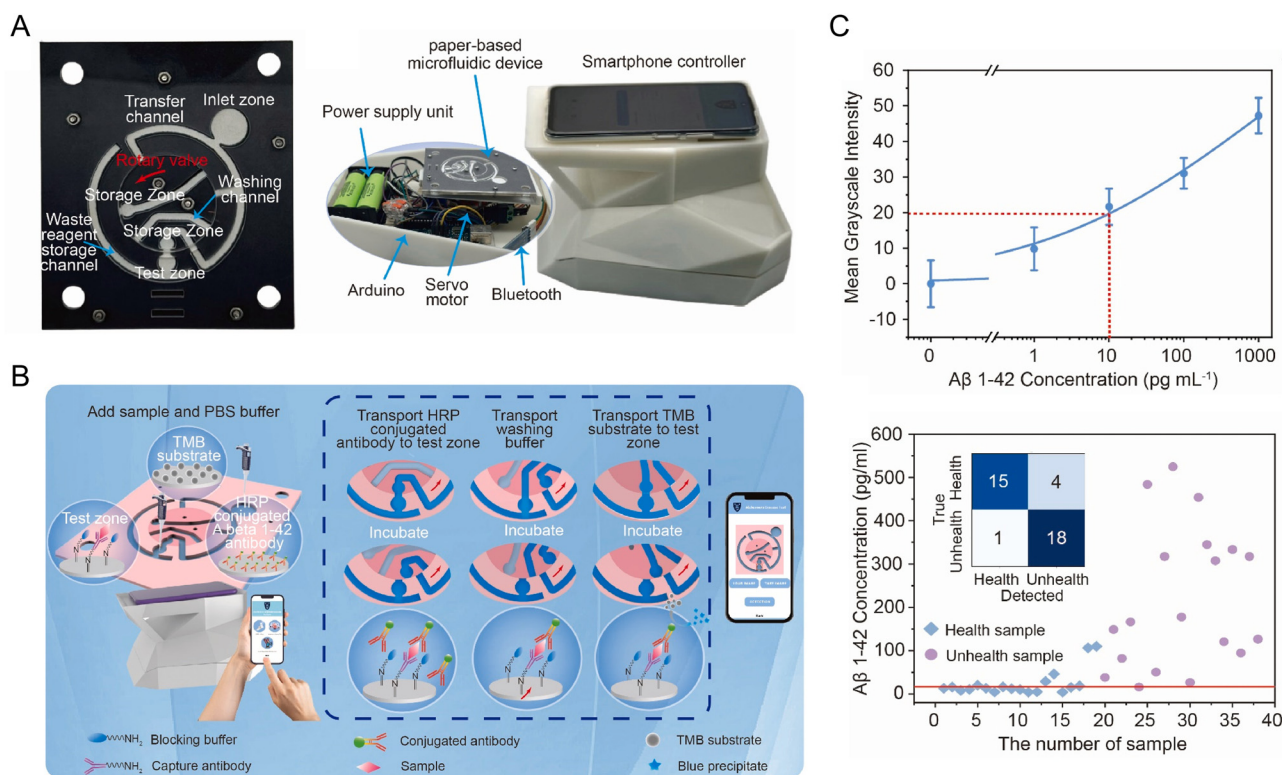 A
Transfer
channel
Inlet zone
Rotary valve
Storage Zone
Washing
channel
Storage Zone
Waste
reagent
storage
channel
Test zone
paper-based
microfluidic device
Power supply unit
Smartphone controller
Arduino
Servo
motor
Bluetooth
B
Add sample and PBS buffer
TMB
substrate
Test zone
HRP
conjugated
A beta 1-42
antibody
Transport HRP
conjugated
antibody to test zone
Transport
washing
buffer
Transport TMB
substrate to test
zone
Incubate
Incubate
Incubate
N
N
N
N
N
N
N
N
N
NH2 Blocking buffer
NH2 Capture antibody
Conjugated antibody
Sample
TMB substrate
Blue precipitate
C
Mean Grayscale Intensity
60
50
40
30
20
10
0
-10
0
1
10
100
1000
Aβ 1-42 Concentration (pg mL-1)
Aβ 1-42 Concentration (pg/ml)
600
500
400
300
200
100
0
True
Health
Unhealth
15
4
1
18
Health
Unhealth
Detected
Health sample
Unhealth sample
0
5
10
15
20
25
30
35
40
The number of sample